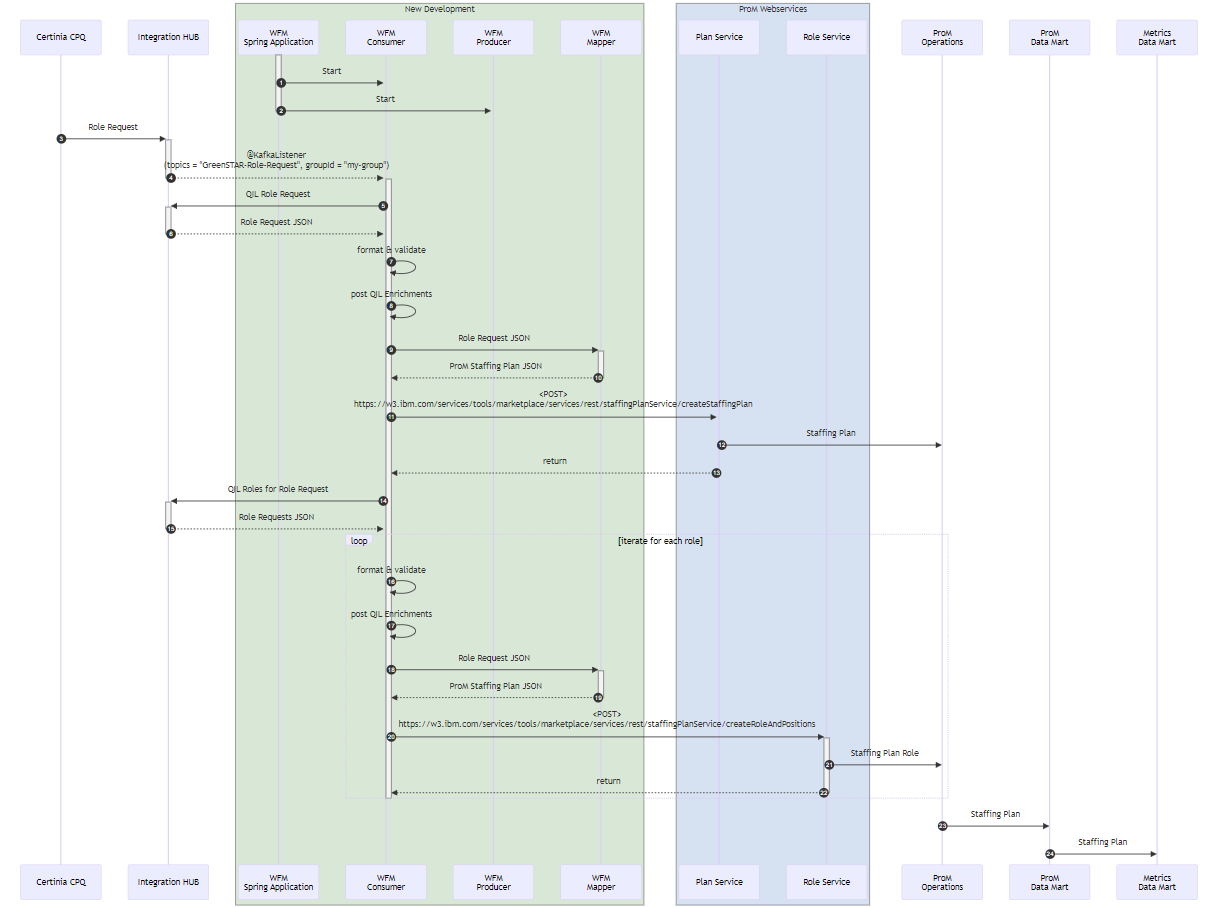 New Development
ProM Webservices
Certinia CPQ
Integration HUB
WFM
Spring Application
WFM
Consumer
WFM
Producer
WFM
Mapper
Plan Service
Role Service
ProM
Operations
ProM
Data Mart
Metrics
Data Mart
Start
1
Start
2
Role Request
3
@KafkaListener
(topics = "GreenSTAR-Role-Request", groupId = "my-group")
4
QJL Role Request
5
Role Request JSON
6
format & validate
7
post QJL Enrichments
8
Role Request JSON
9
ProM Staffing Plan JSON
10
<POST>
https://w3.ibm.com/services/tools/marketplace/services/rest/staffingPlanService/createStaffingPlan
11
Staffing Plan
12
return
13
QJL Roles for Role Request
14
Role Requests JSON
15
loop
[iterate for each role]
format & validate
16
post QJL Enrichments
17
Role Request JSON
18
ProM Staffing Plan JSON
19
<POST>
https://w3.ibm.com/services/tools/marketplace/services/rest/staffingPlanService/createRoleAndPositions
20
Staffing Plan Role
21
return
22
Staffing Plan
23
Staffing Plan
24
Certinia CPQ
Integration HUB
WFM
Spring Application
WFM
Consumer
WFM
Producer
WFM
Mapper
Plan Service
Role Service
ProM
Operations
ProM
Data Mart
Metrics
Data Mart